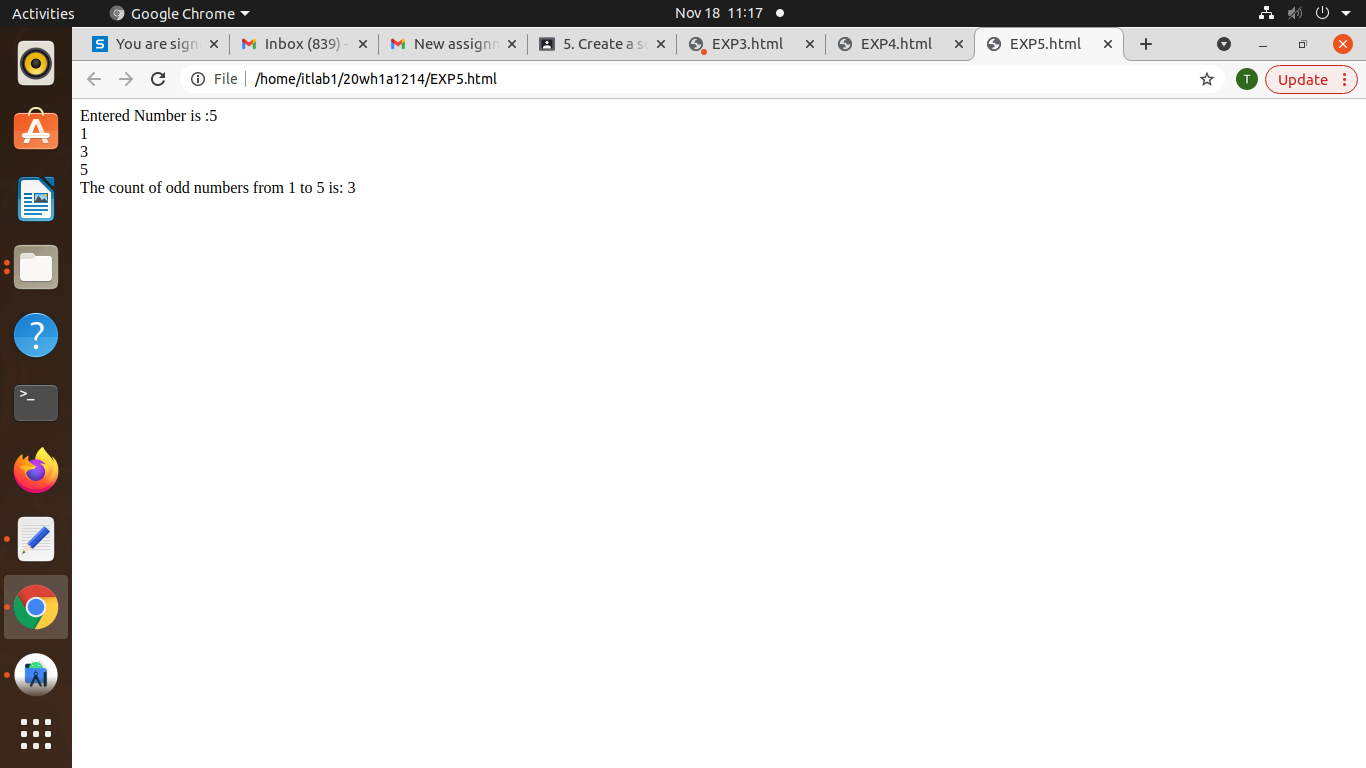 Activities Google Chrome Nov 18 11:17
You are sign Inbox (839) - New assignm 5. Create a sc EXP3.html EXP4.html EXP5.html
File /home/itlab1/20wh1a1214/EXP5.html T Update
Entered Number is :5
1
3
5
The count of odd numbers from 1 to 5 is: 3